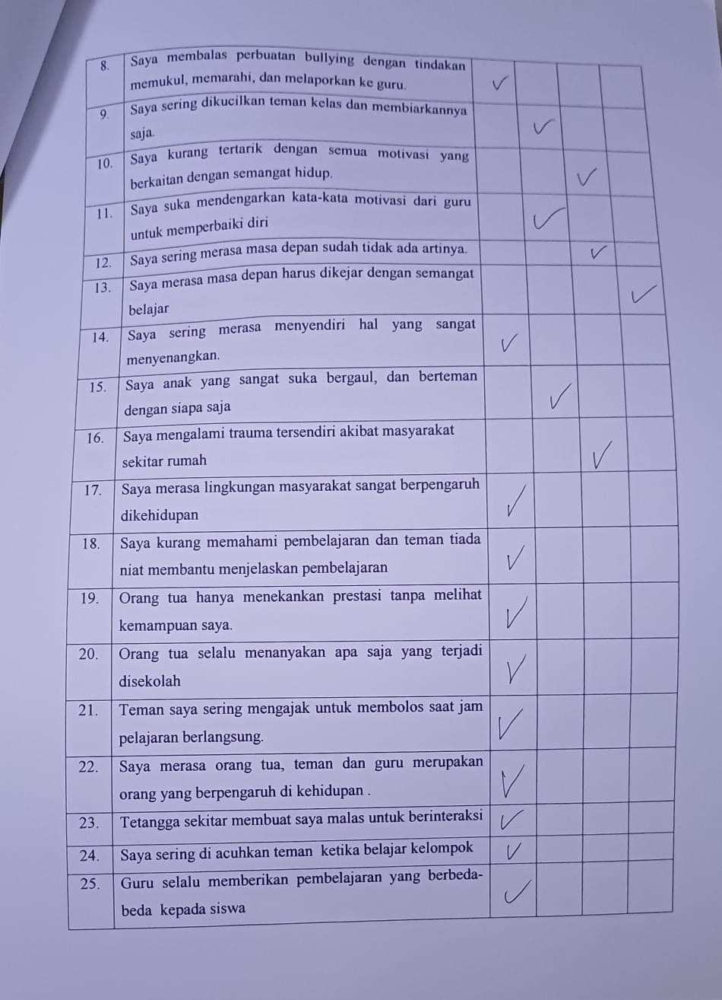 8. Saya membalas perbuatan bullying dengan tindakan
memukul, memarahi, dan melaporkan ke guru. ✓
9. Saya sering dikucilkan teman kelas dan membiarkannya
saja. ✓
10. Saya kurang tertarik dengan semua motivasi yang
berkaitan dengan semangat hidup. ✓
11. Saya suka mendengarkan kata-kata motivasi dari guru
untuk memperbaiki diri ✓
12. Saya sering merasa masa depan sudah tidak ada artinya. ✓
13. Saya merasa masa depan harus dikejar dengan semangat
belajar ✓
14. Saya sering merasa menyendiri hal yang sangat
menyenangkan. ✓
15. Saya anak yang sangat suka bergaul, dan berteman
dengan siapa saja ✓
16. Saya mengalami trauma tersendiri akibat masyarakat
sekitar rumah ✓
17. Saya merasa lingkungan masyarakat sangat berpengaruh
dikehidupan ✓
18. Saya kurang memahami pembelajaran dan teman tiada
niat membantu menjelaskan pembelajaran ✓
19. Orang tua hanya menekankan prestasi tanpa melihat
kemampuan saya. ✓
20. Orang tua selalu menanyakan apa saja yang terjadi
disekolah ✓
21. Teman saya sering mengajak untuk membolos saat jam
pelajaran berlangsung. ✓
22. Saya merasa orang tua, teman dan guru merupakan
orang yang berpengaruh di kehidupan . ✓
23. Tetangga sekitar membuat saya malas untuk berinteraksi ✓
24. Saya sering di acuhkan teman ketika belajar kelompok ✓
25. Guru selalu memberikan pembelajaran yang berbeda-
beda kepada siswa ✓